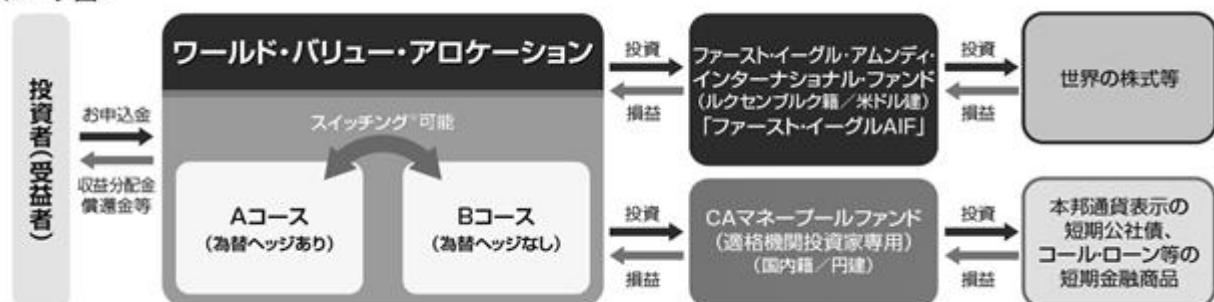 投資者(受益者)
お申込金
収益分配金
償還金等
ワールド・バリュー・アロケーション
スイッチング※可能
Aコース
(為替ヘッジあり)
Bコース
(為替ヘッジなし)
投資
損益
ファースト・イーグル・アムンディ・
インターナショナル・ファンド
(ルクセンブルク籍/米ドル建)
「ファースト・イーグルAIF」
投資
損益
世界の株式等
投資
損益
CAマネープールファンド
(適格機関投資家専用)
(国内籍/円建)
投資
損益
本邦通貨表示の
短期公社債、
コール・ローン等の
短期金融商品